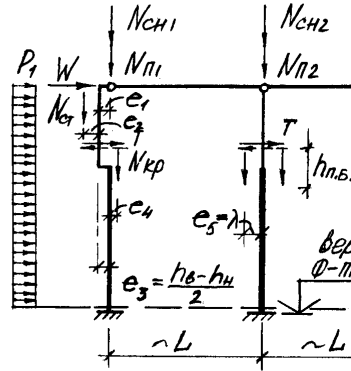 Nсн1
Nсн2
P1
W
Nп1
Nп2
e1
Nст
e2
T
Nкр
T
hп.б.
e4
e5=λ
e3 = hв-hн / 2
вер
ф-т
~L
~L